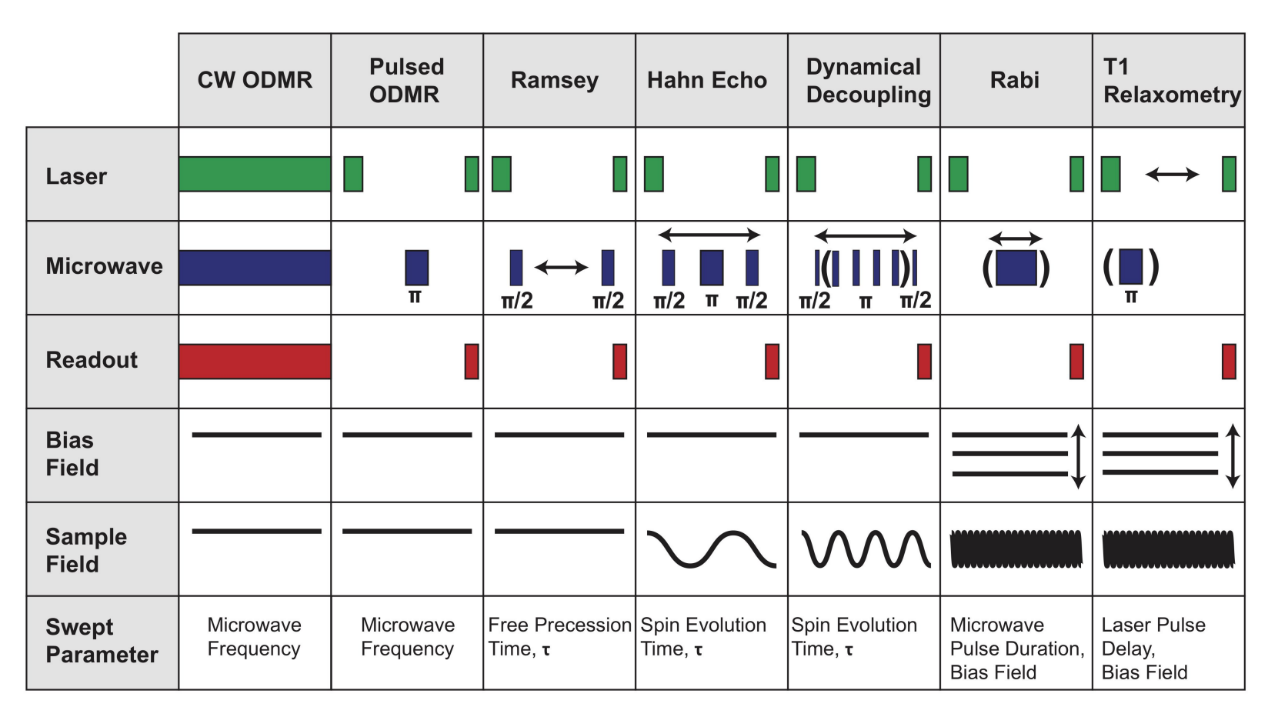 CW ODMR
Pulsed
ODMR
Ramsey
Hahn Echo
Dynamical
Decoupling
Rabi
T1
Relaxometry
Laser
Microwave
π
π/2 π/2
π/2 π π/2
( )
π/2 π π/2
( )
( )
π
Readout
Bias
Field
Sample
Field
Swept
Parameter
Microwave
Frequency
Microwave
Frequency
Free Precession
Time, τ
Spin Evolution
Time, τ
Spin Evolution
Time, τ
Microwave
Pulse Duration,
Bias Field
Laser Pulse
Delay,
Bias Field